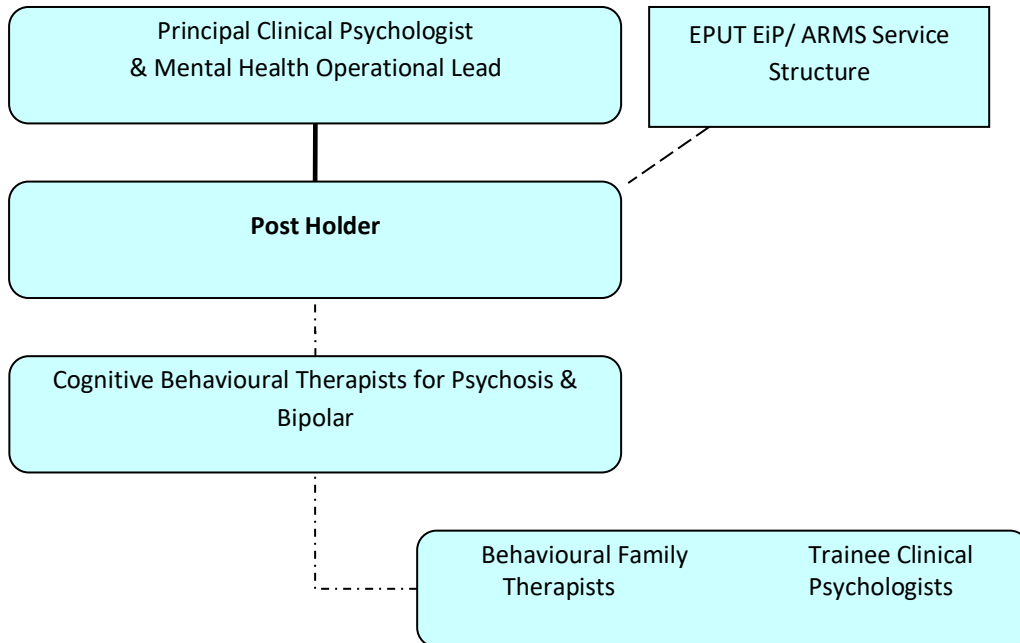 Principal Clinical Psychologist
& Mental Health Operational Lead
EPUT EiP/ ARMS Service
Structure
Post Holder
Cognitive Behavioural Therapists for Psychosis &
Bipolar
Behavioural Family
Therapists
Trainee Clinical
Psychologists